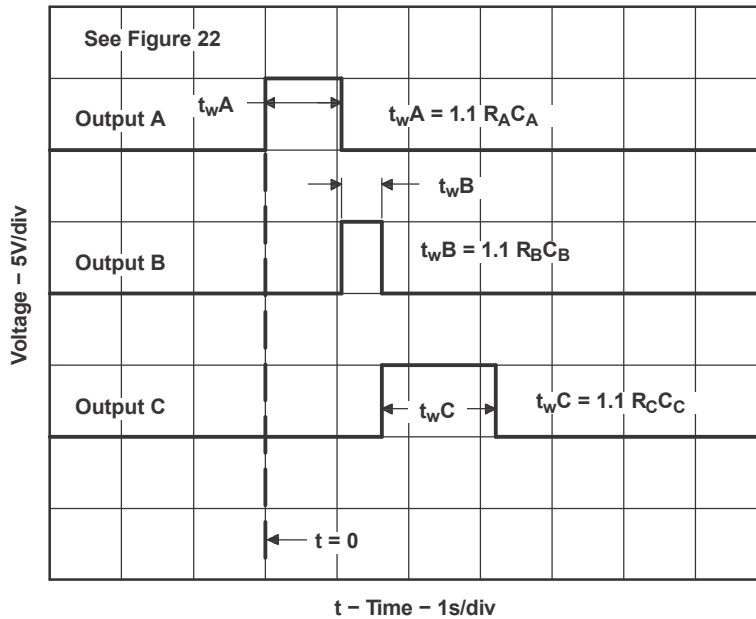 See Figure 22
twA
Output A
twA = 1.1 RACA
twB
Output B
twB = 1.1 RBCB
Output C
twC
twC = 1.1 RCCC
t = 0
Voltage – 5V/div
t – Time – 1s/div